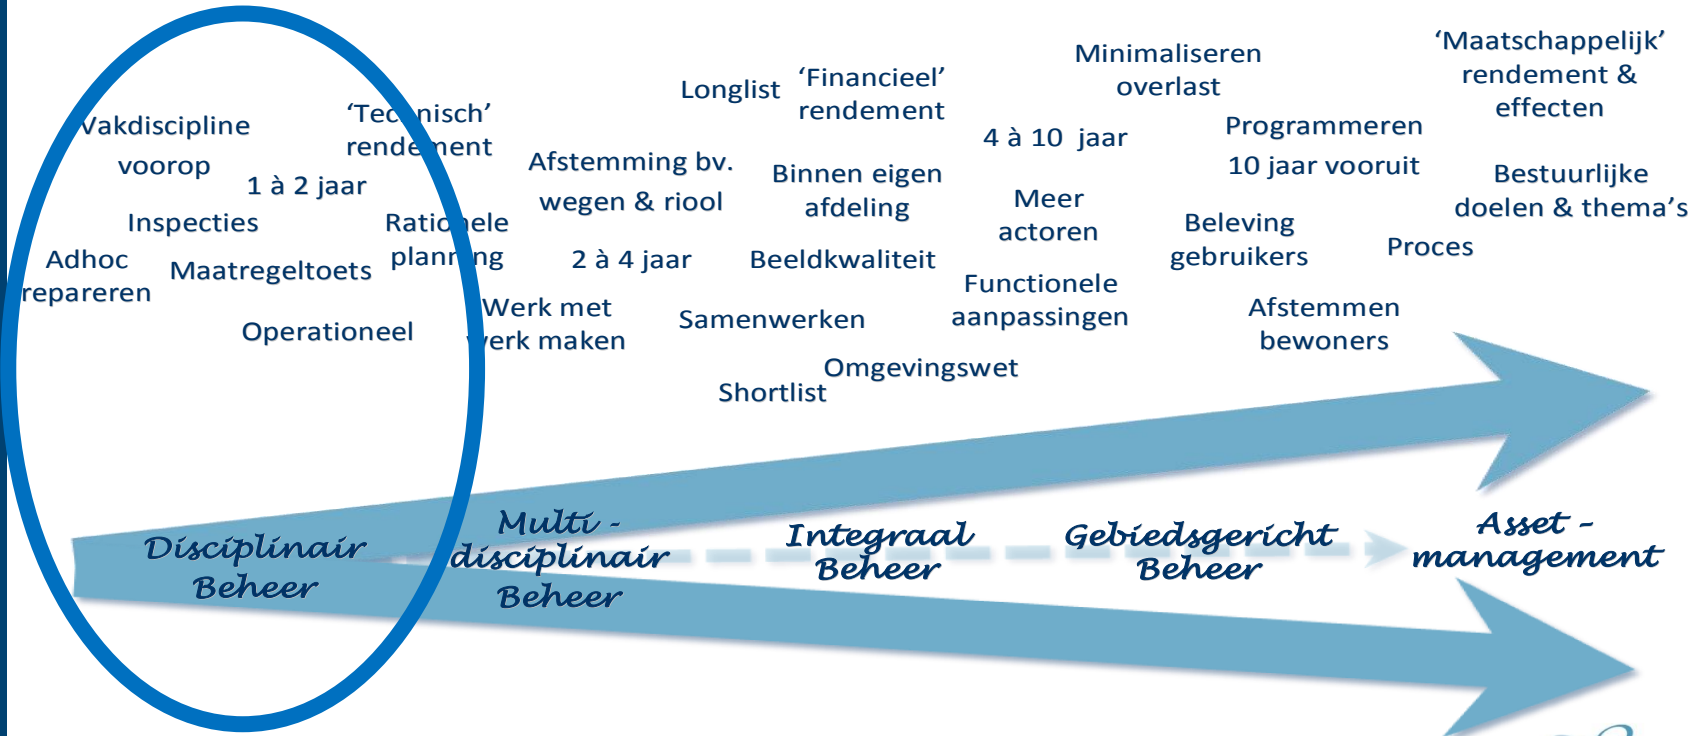 Vakdiscipline
voorop
'Technisch'
rendement
1 à 2 jaar
Inspecties
Rationele
planning
Adhoc
repareren
Maatregeltoets
Operationeel
Afstemming bv.
wegen & riool
2 à 4 jaar
Werk met
werk maken
Longlist
'Financieel'
rendement
Binnen eigen
afdeling
Beeldkwaliteit
Samenwerken
Omgevingswet
Shortlist
Minimaliseren
overlast
4 à 10 jaar
Meer
actoren
Functionele
aanpassingen
Programmeren
10 jaar vooruit
Beleving
gebruikers
Afstemmen
bewoners
'Maatschappelijk'
rendement &
effecten
Bestuurlijke
doelen & thema's
Proces
Disciplinair
Beheer
Multi -
disciplinair
Beheer
Integraal
Beheer
Gebiedsgericht
Beheer
Asset -
management